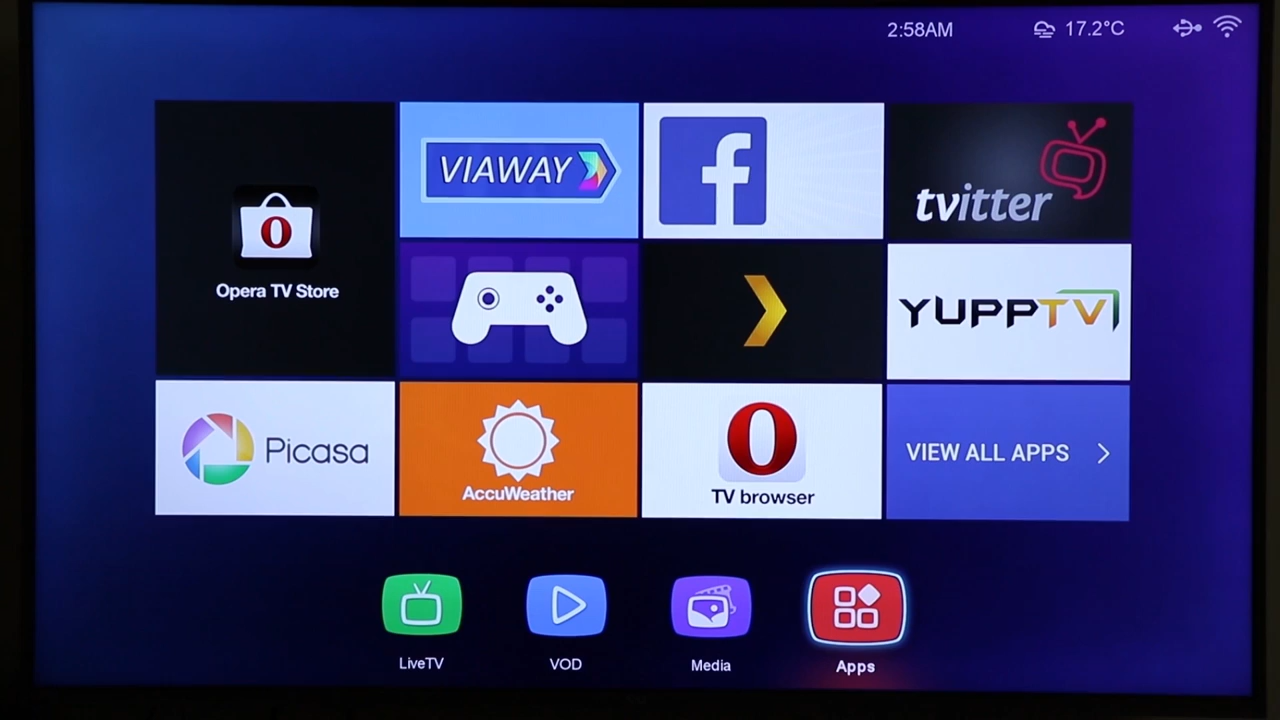 2:58AM
17.2°C
VIAWAY
f
tvitter
Opera TV Store
YUPPTV
Picasa
AccuWeather
TV browser
VIEW ALL APPS
LiveTV
VOD
Media
Apps